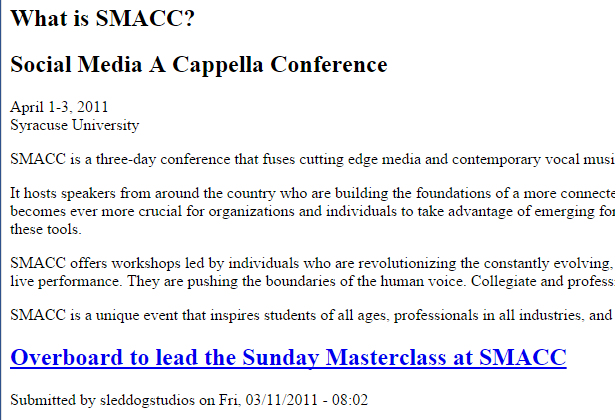 What is SMACC?
Social Media A Cappella Conference
April 1-3, 2011
Syracuse University
SMACC is a three-day conference that fuses cutting edge media and contemporary vocal musi
It hosts speakers from around the country who are building the foundations of a more connecte
becomes ever more crucial for organizations and individuals to take advantage of emerging for
these tools.
SMACC offers workshops led by individuals who are revolutionizing the constantly evolving,
live performance. They are pushing the boundaries of the human voice. Collegiate and profess
SMACC is a unique event that inspires students of all ages, professionals in all industries, and
Overboard to lead the Sunday Masterclass at SMACC
Submitted by sleddogstudios on Fri, 03/11/2011 - 08:02